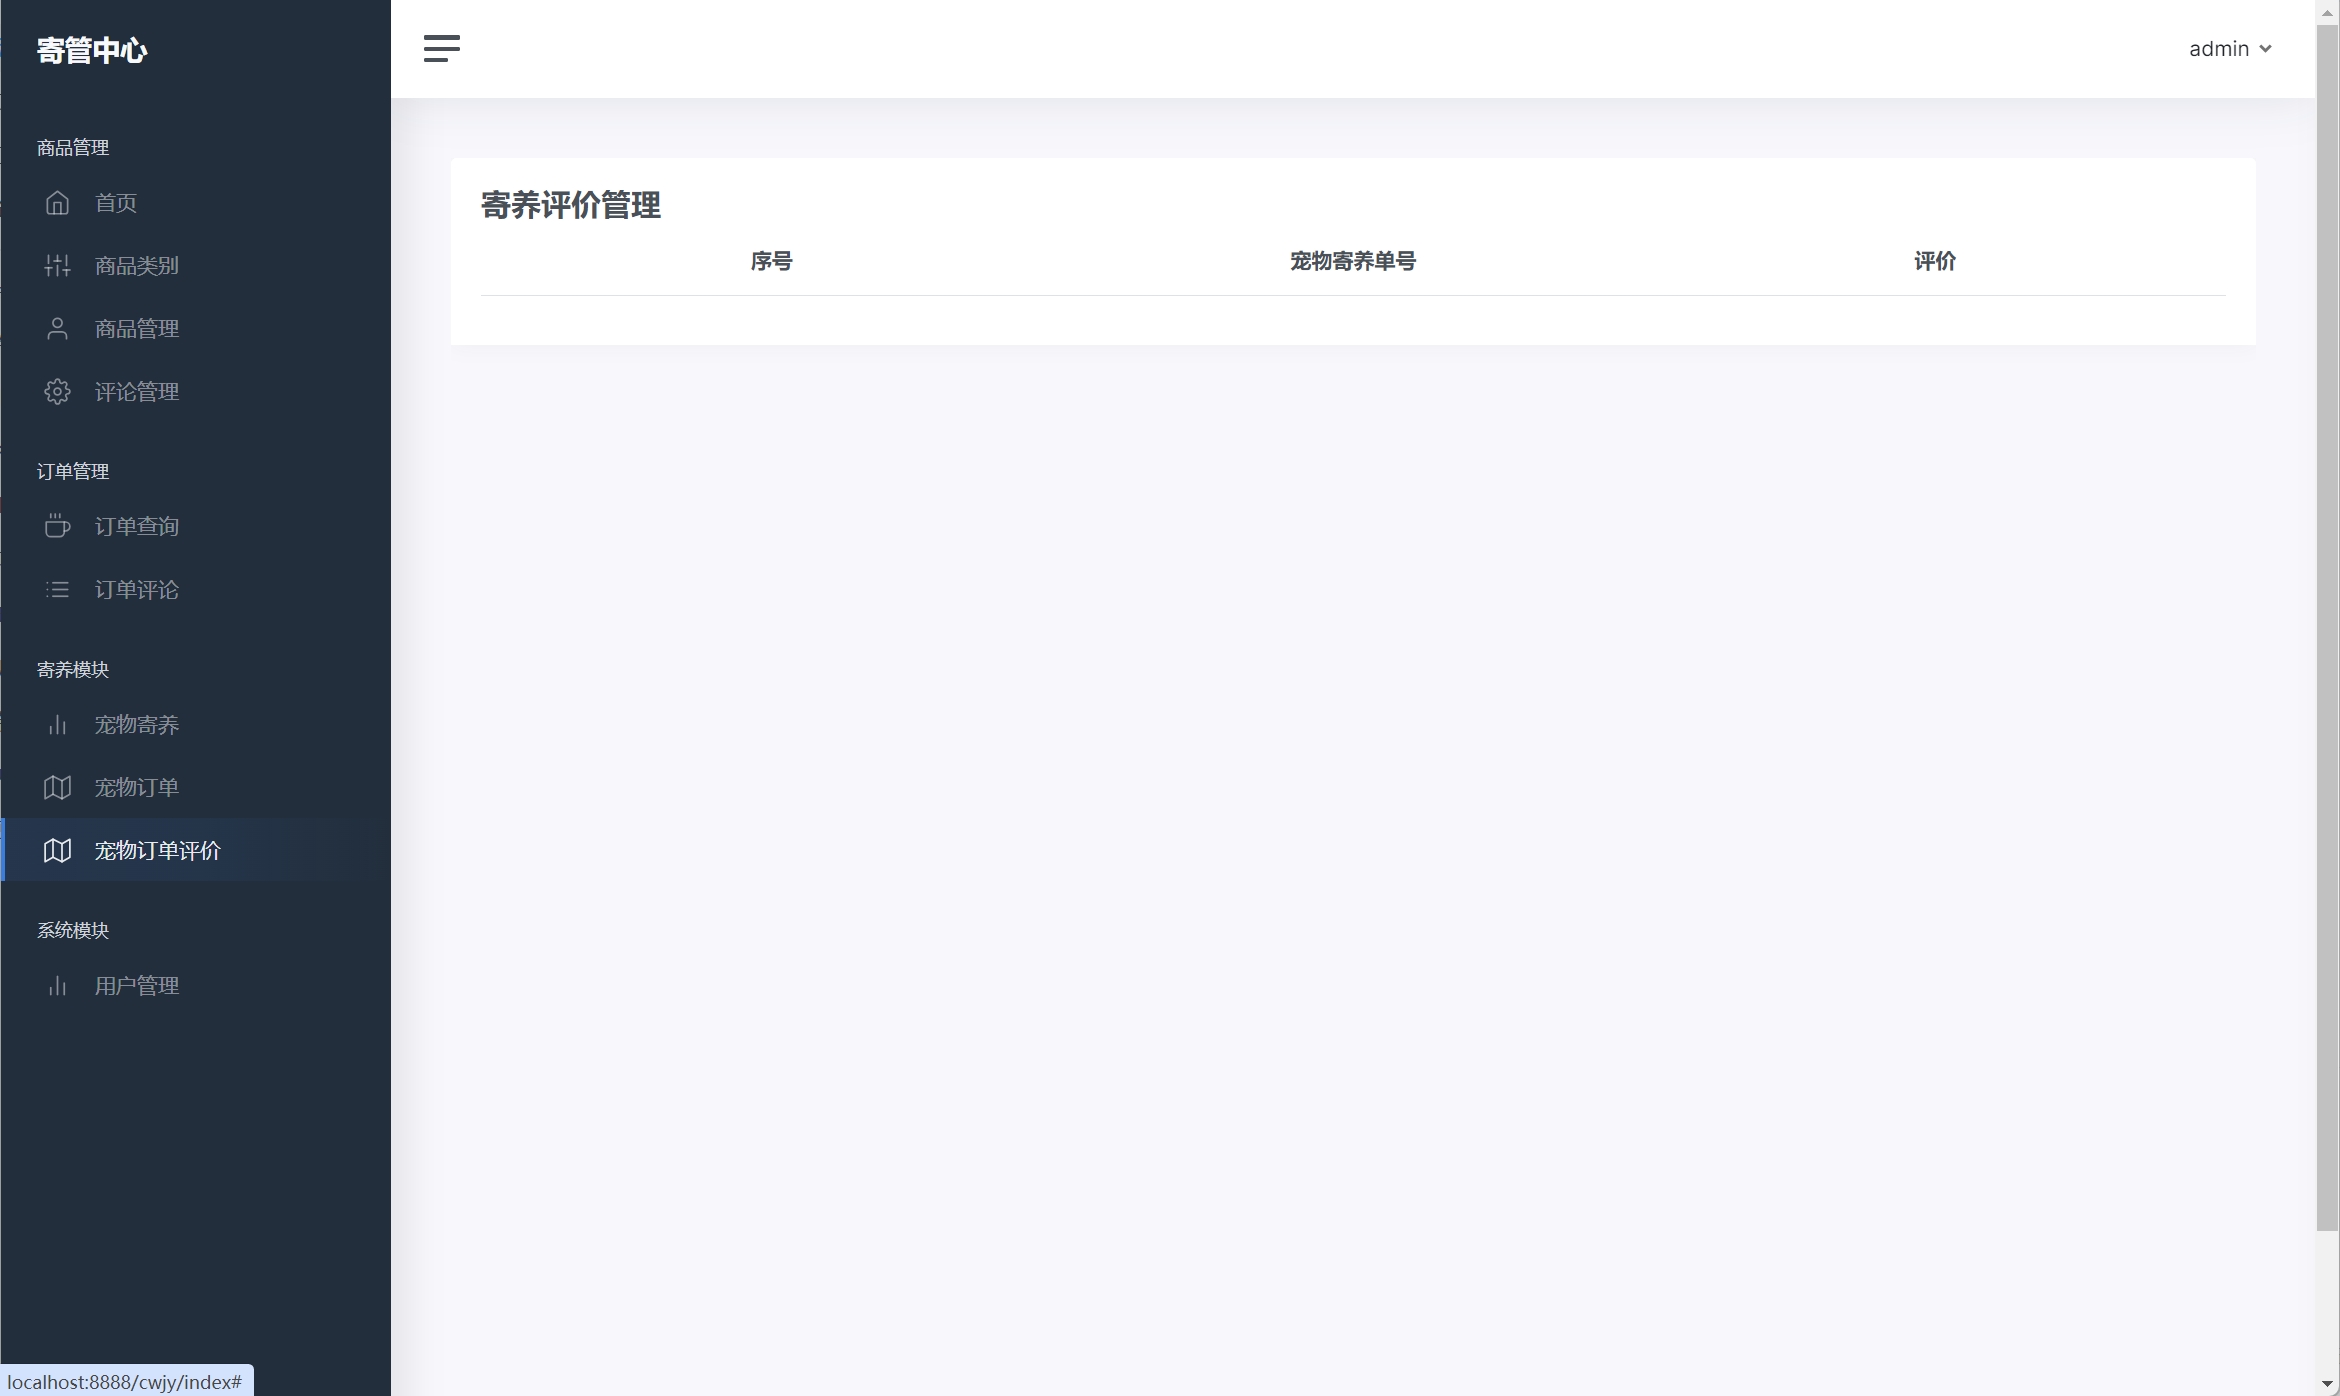 寄管中心
admin
商品管理
首页
商品类别
商品管理
评论管理
订单管理
订单查询
订单评论
寄养模块
宠物寄养
宠物订单
宠物订单评价
系统模块
用户管理
寄养评价管理
序号 宠物寄养单号 评价
localhost:8888/cwjy/index#